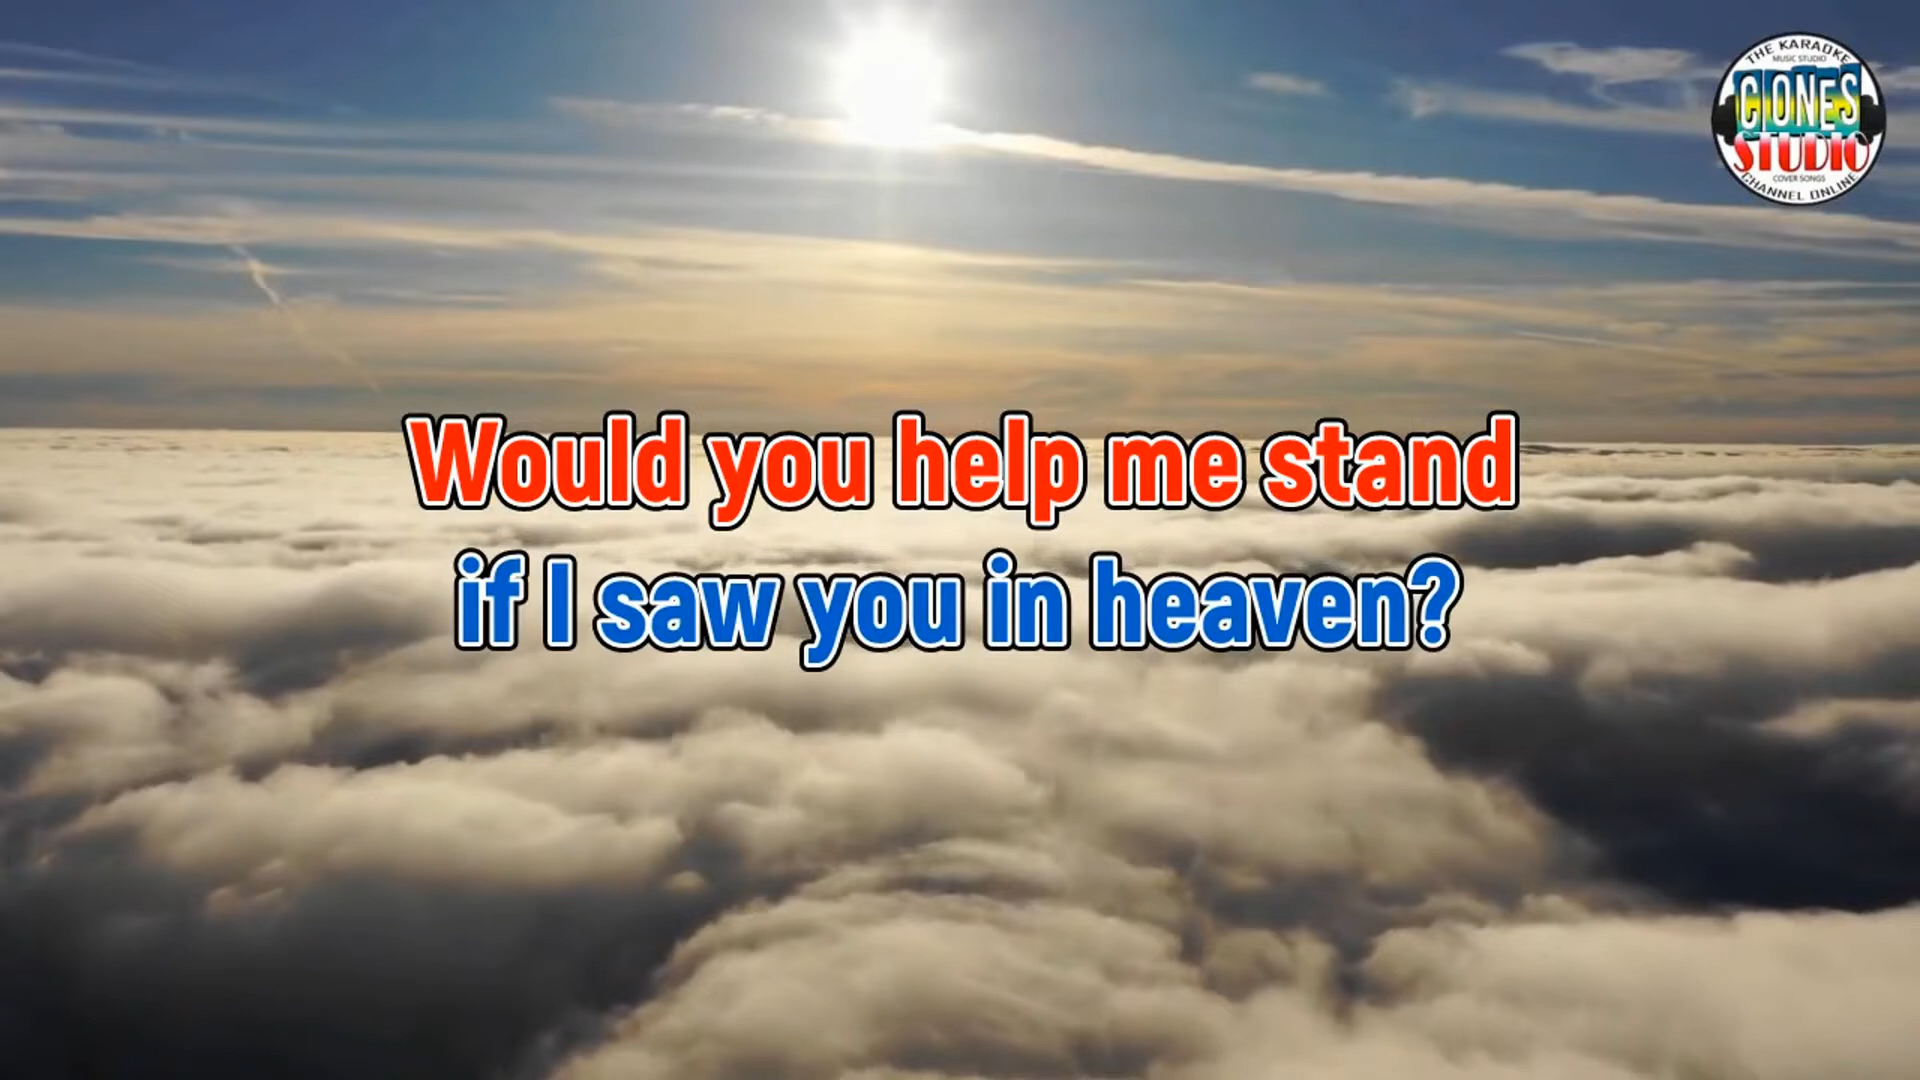 THE KARAOKE
MUSIC STUDIO
CIONES
STUDIO
COVER SONGS
CHANNEL ONLINE
Would you help me stand
if I saw you in heaven?